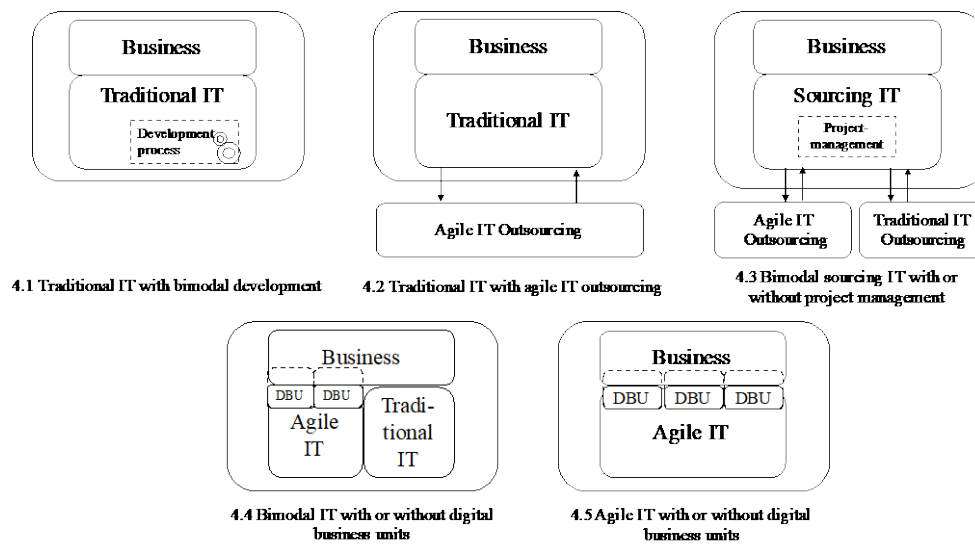 Business
Traditional IT
Development
process
4.1 Traditional IT with bimodal development
Business
Traditional IT
Agile IT Outsourcing
4.2 Traditional IT with agile IT outsourcing
Business
Sourcing IT
Project-
management
Agile IT
Outsourcing
Traditional IT
Outsourcing
4.3 Bimodal sourcing IT with or
without project management
Business
DBU
DBU
Agile
IT
Tradi-
tional
IT
4.4 Bimodal IT with or without digital
business units
Business
DBU
DBU
DBU
Agile IT
4.5 Agile IT with or without digital
business units